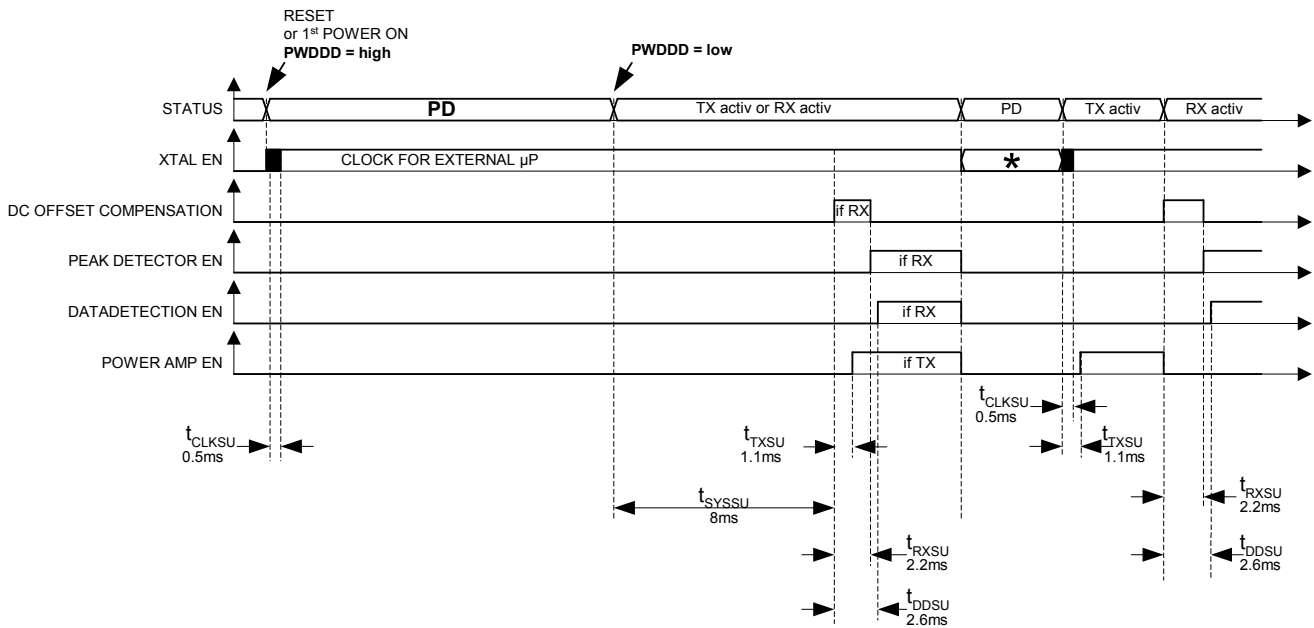 RESET
or 1st POWER ON
PWDDD = high
PWDDD = low
STATUS
PD
TX activ or RX activ
PD
TX activ
RX activ
XTAL EN
CLOCK FOR EXTERNAL µP
*
DC OFFSET COMPENSATION
if RX
PEAK DETECTOR EN
if RX
DATADETECTION EN
if RX
POWER AMP EN
if TX
tCLKSU
0.5ms
tCLKSU
0.5ms
tTXSU
1.1ms
tTXSU
1.1ms
tSYSSU
8ms
tRXSU
2.2ms
tRXSU
2.2ms
tDDSU
2.6ms
tDDSU
2.6ms